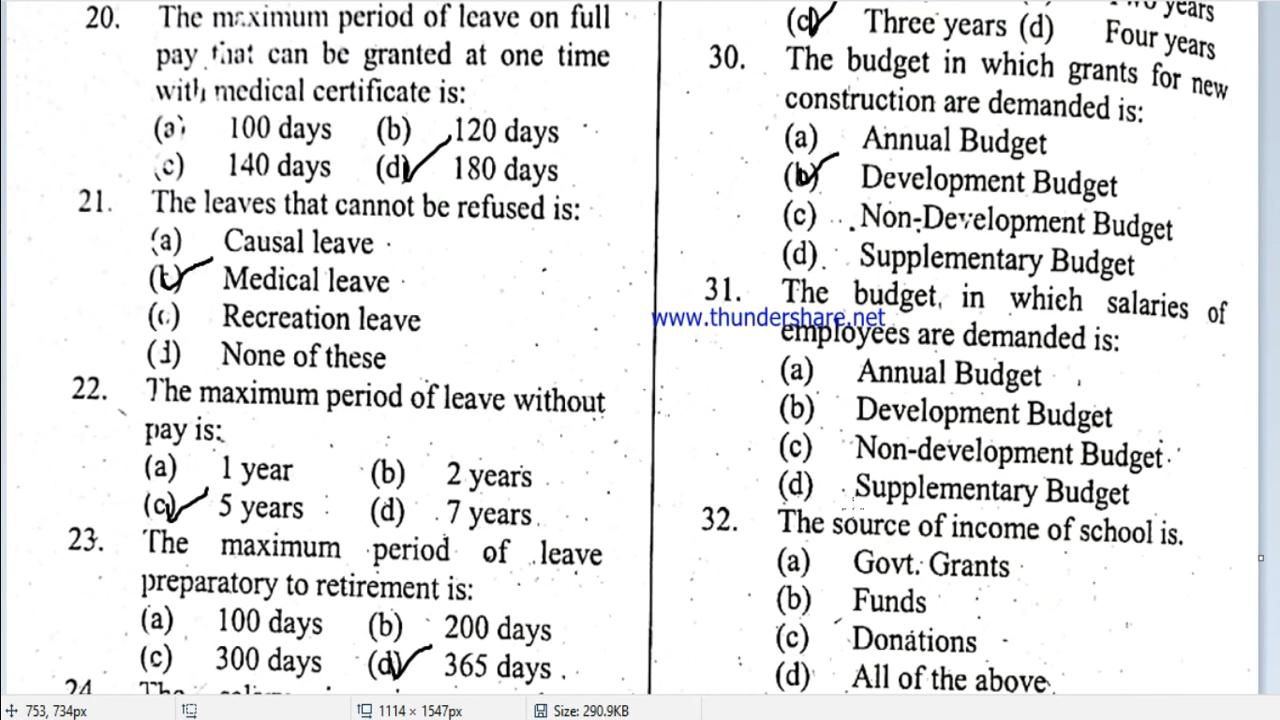 20. The maximum period of leave on full
pay that can be granted at one time
with medical certificate is:
(a) 100 days (b) 120 days
(c) 140 days (d) 180 days
21. The leaves that cannot be refused is:
(a) Causal leave
(b) Medical leave
(c) Recreation leave
(d) None of these
22. The maximum period of leave without
pay is:
(a) 1 year (b) 2 years
(c) 5 years (d) 7 years
23. The maximum period of leave
preparatory to retirement is:
(a) 100 days (b) 200 days
(c) 300 days (d) 365 days
24. The
years
(c) Three years (d) Four years
30. The budget in which grants for new
construction are demanded is:
(a) Annual Budget
(b) Development Budget
(c) Non-Development Budget
(d) Supplementary Budget
31. The budget in which salaries of
www.thundershare.net
employees are demanded is:
(a) Annual Budget
(b) Development Budget
(c) Non-development Budget
(d) Supplementary Budget
32. The source of income of school is.
(a) Govt. Grants
(b) Funds
(c) Donations
(d) All of the above
753, 734px
1114 × 1547px
Size: 290.9KB